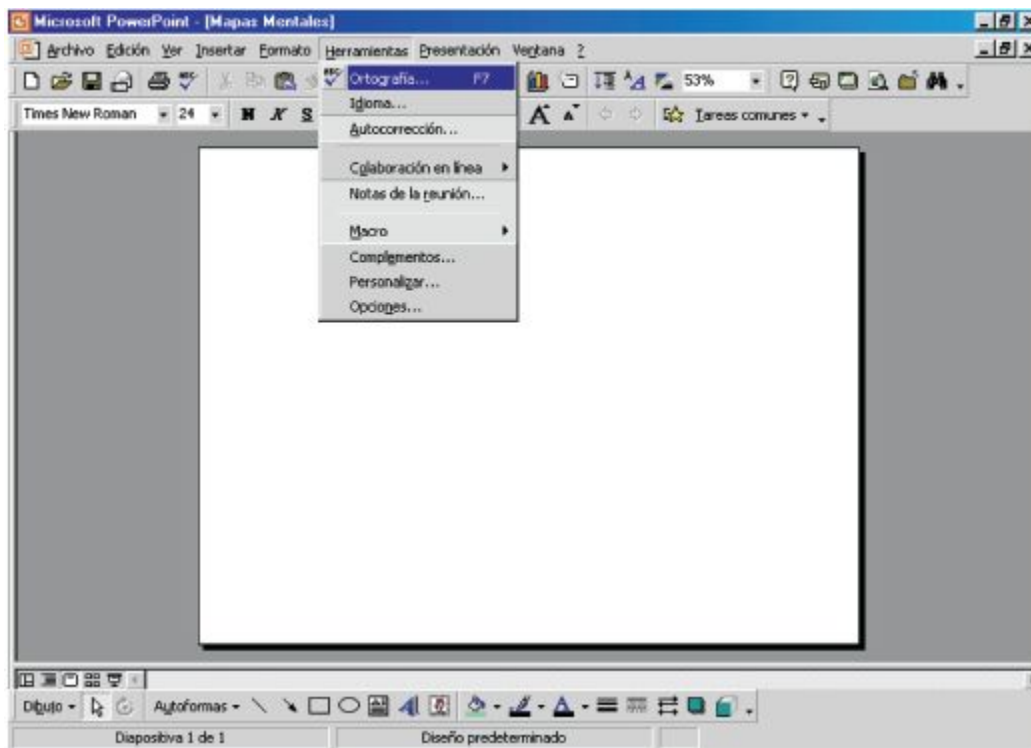 Microsoft PowerPoint - [Mapas Mentales]
Archivo Edición Ver Insertar Formato Herramientas Presentación Ventana ?
53%
Times New Roman 24 N K S A A Tareas comunes
Ortografía... F7
Idioma...
Autocorrección...
Colaboración en línea
Notas de la reunión...
Macro
Complementos...
Personalizar...
Opciones...
Dibujo Autoformas
Diapositiva 1 de 1 Diseño predeterminado